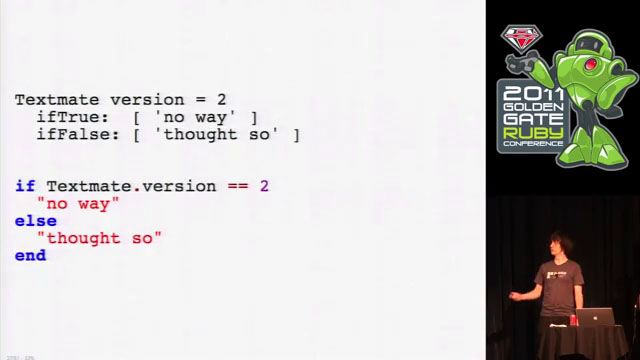 Textmate version = 2
  ifTrue:  [ 'no way' ]
  ifFalse: [ 'thought so' ]
if Textmate.version == 2
  "no way"
else
  "thought so"
end
2011
GOLDEN
GATE
RUBY
CONFERENCE